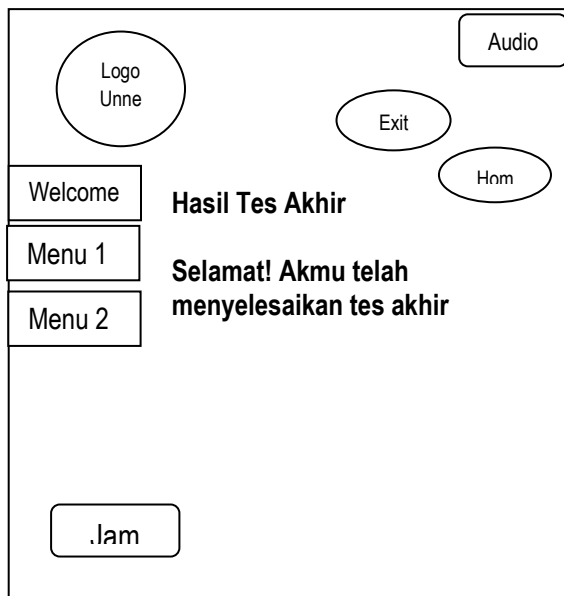 Audio
Logo
Unne
Exit
Hom
Welcome
Hasil Tes Akhir
Menu 1
Selamat! Akmu telah
menyelesaikan tes akhir
Menu 2
Jam